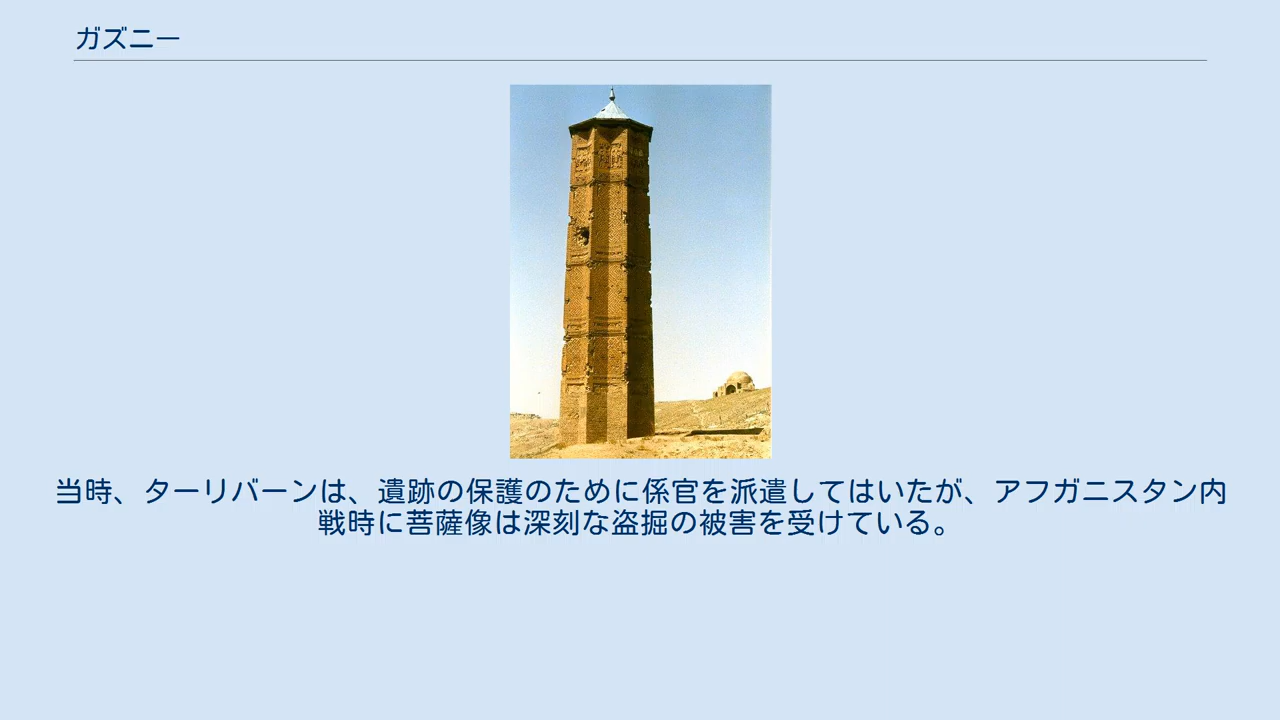 ガズニー
当時、ターリバーンは、遺跡の保護のために係官を派遣してはいたが、アフガニスタン内
戦時に菩薩像は深刻な盗掘の被害を受けている。